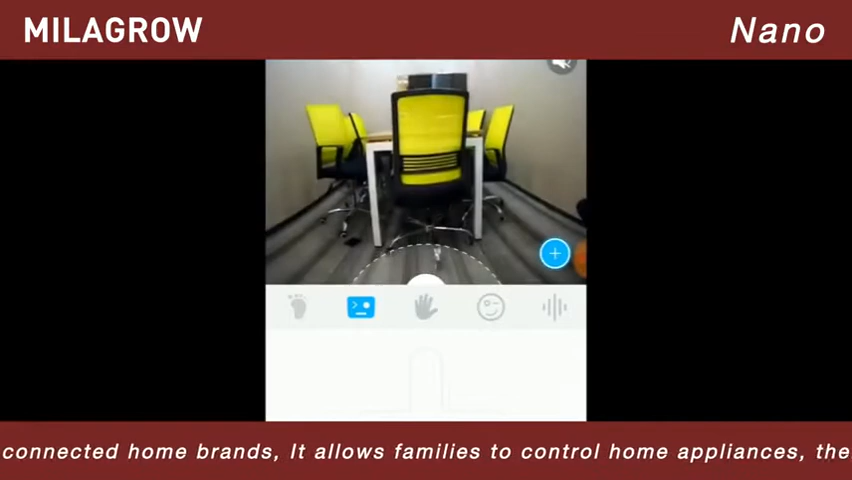 MILAGROW
Nano
connected home brands, It allows families to control home appliances, the